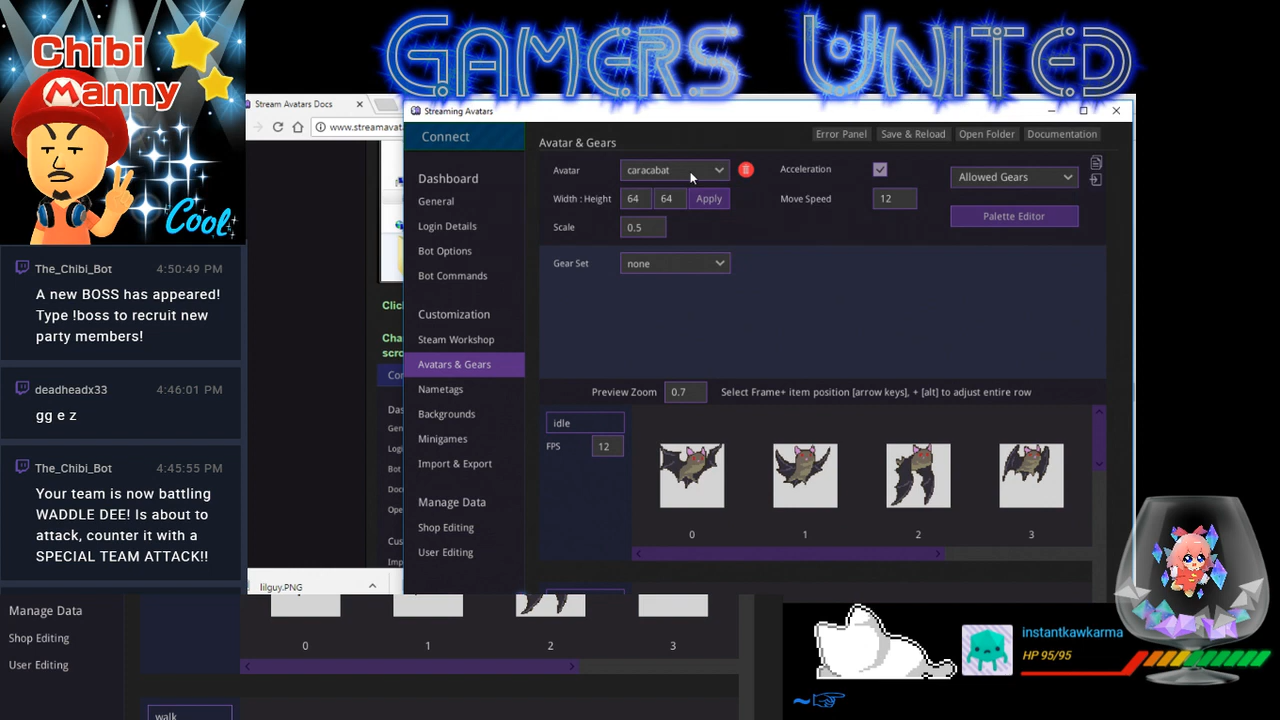 Chibi
Manny
Cool
GAMERS UNITED
The_Chibi_Bot 4:50:49 PM
A new BOSS has appeared!
Type !boss to recruit new
party members!
deadheadx33 4:46:01 PM
gg e z
The_Chibi_Bot 4:45:55 PM
Your team is now battling
WADDLE DEE! Is about to
attack, counter it with a
SPECIAL TEAM ATTACK!!
Stream Avatars Docs
www.streamavat
Clic
Cha
scro
Co
Streaming Avatars
Connect
Dashboard
General
Login Details
Bot Options
Bot Commands
Customization
Steam Workshop
Avatars & Gears
Nametags
Backgrounds
Minigames
Import & Export
Manage Data
Shop Editing
User Editing
Error Panel Save & Reload Open Folder Documentation
Avatar & Gears
Avatar caracabat Acceleration Allowed Gears
Width : Height 64 64 Apply Move Speed 12
Palette Editor
Scale 0.5
Gear Set none
Preview Zoom 0.7 Select Frame+ item position [arrow keys], + [alt] to adjust entire row
idle
FPS 12
0 1 2 3
lilguy.PNG
Manage Data
Shop Editing
User Editing
0 1 2 3
walk
instantkawkarma
HP 95/95